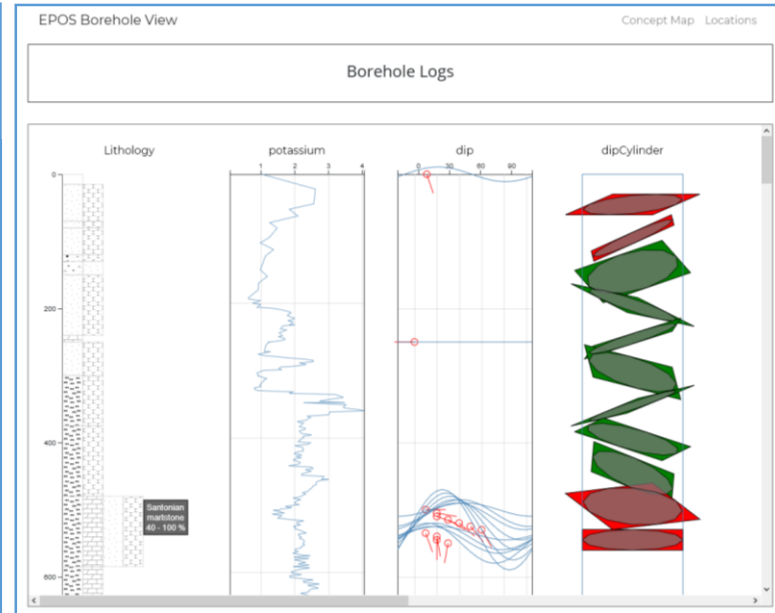 EPOS Borehole View
Concept Map Locations
Borehole Logs
Lithology potassium dip dipCylinder
1 2 3 4
0 30 60 90
0
200
400
Santonian
marlstone
40 - 100 %
600